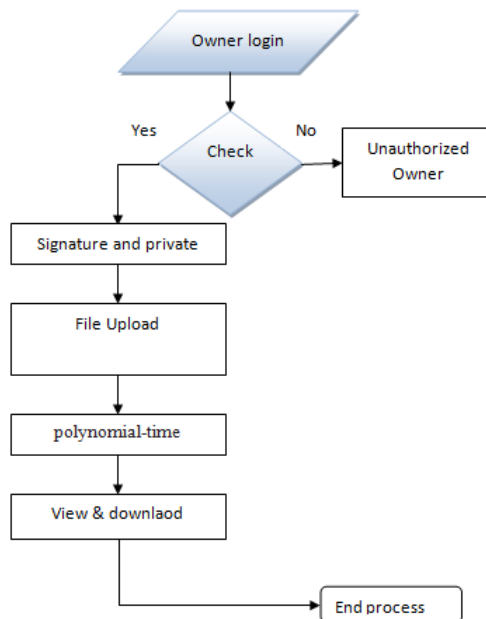 Owner login
Yes
No
Check
Unauthorized
Owner
Signature and private
File Upload
polynomial-time
View & downlaod
End process